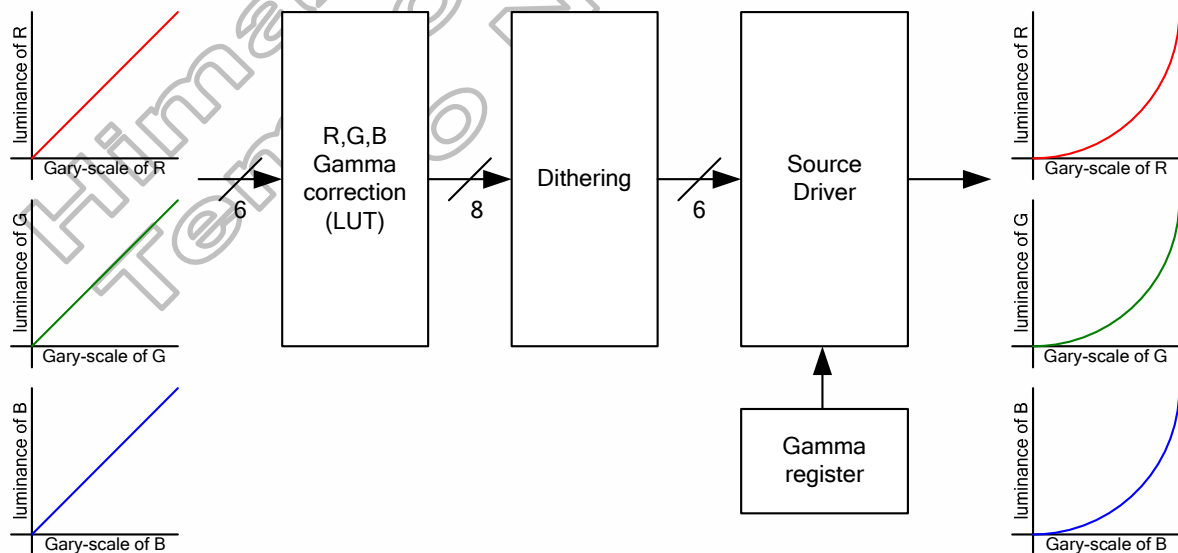 luminance of R
Gary-scale of R
luminance of G
Gary-scale of G
luminance of B
Gary-scale of B
6
R,G,B
Gamma
correction
(LUT)
8
Dithering
6
Source
Driver
Gamma
register
luminance of R
Gary-scale of R
luminance of G
Gary-scale of G
luminance of B
Gary-scale of B